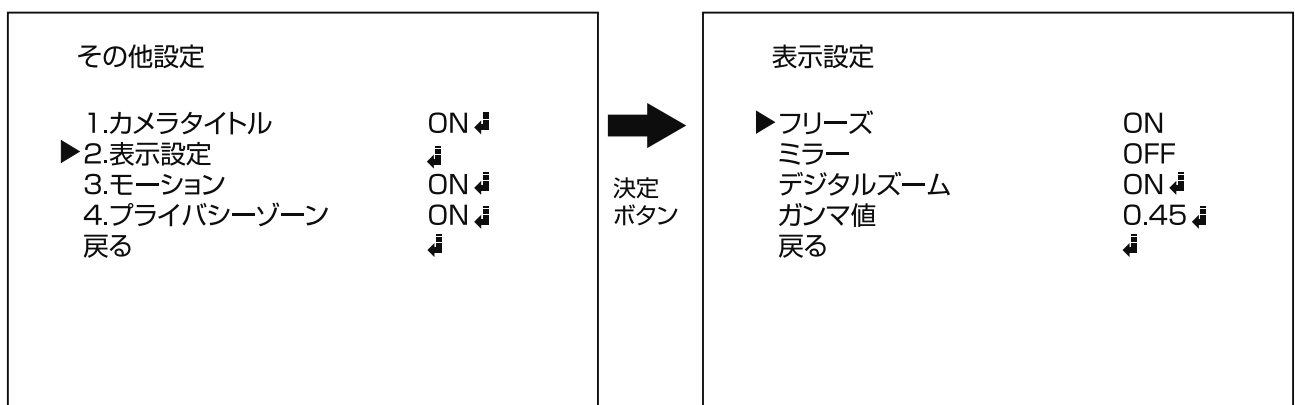 その他設定
1.カメラタイトル ON↲
▶2.表示設定 ↲
3.モーション ON↲
4.プライバシーゾーン ON↲
戻る ↲
決定
ボタン
表示設定
▶フリーズ ON
ミラー OFF
デジタルズーム ON↲
ガンマ値 0.45↲
戻る ↲